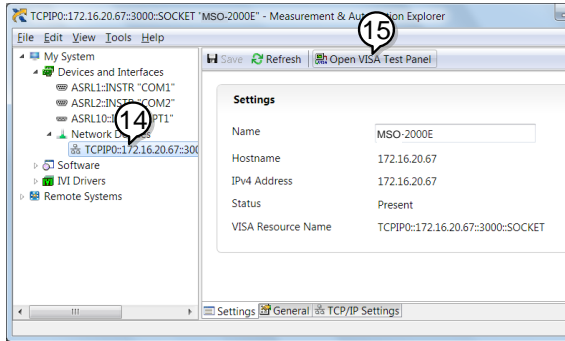 TCPIP0::172.16.20.67::3000::SOCKET "MSO-2000E" - Measurement & Automation Explorer
15
File Edit View Tools Help
My System
Devices and Interfaces
ASRL1::INSTR "COM1"
ASRL2::INSTR "COM2"
ASRL10:: PT1"
14
Network De
TCPIP0::172.16.20.67::300
Software
IVI Drivers
Remote Systems
Save Refresh Open VISA Test Panel
Settings
Name MSO-2000E
Hostname 172.16.20.67
IPv4 Address 172.16.20.67
Status Present
VISA Resource Name TCPIP0::172.16.20.67::3000::SOCKET
Settings General TCP/IP Settings